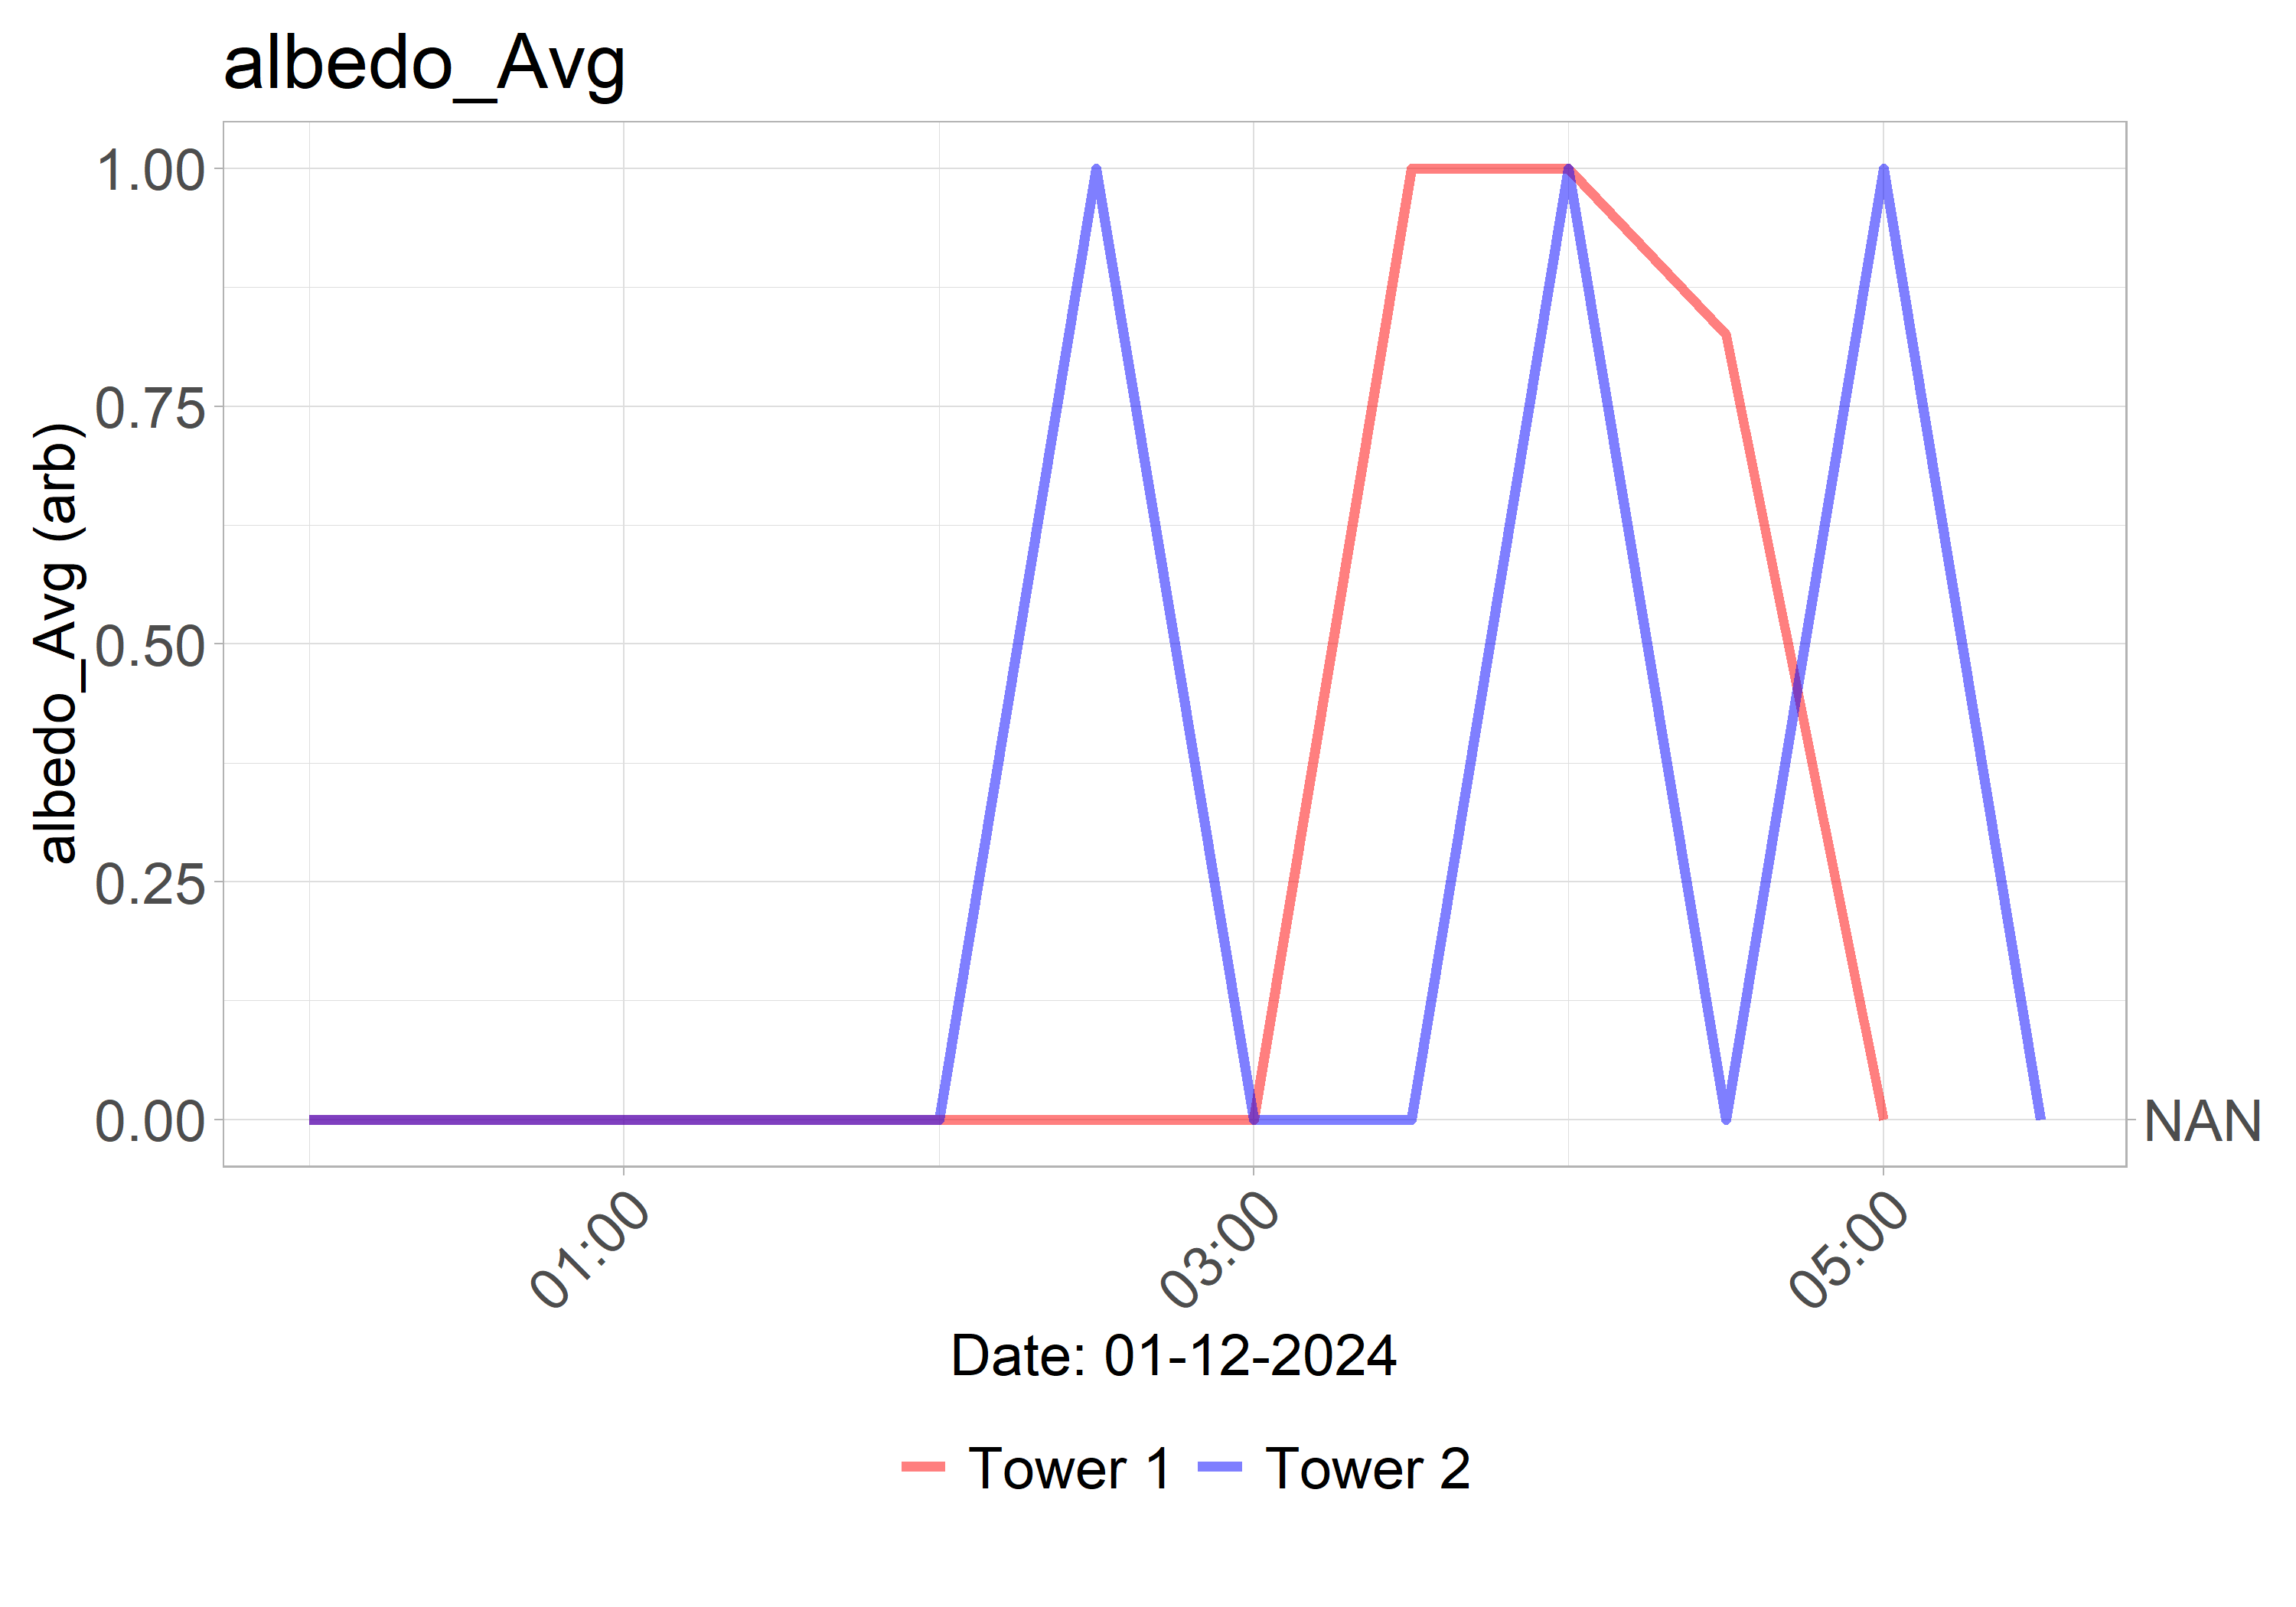 albedo_Avg
albedo_Avg (arb)
1.00
0.75
0.50
0.25
0.00
NAN
01:00
03:00
05:00
Date: 01-12-2024
Tower 1
Tower 2